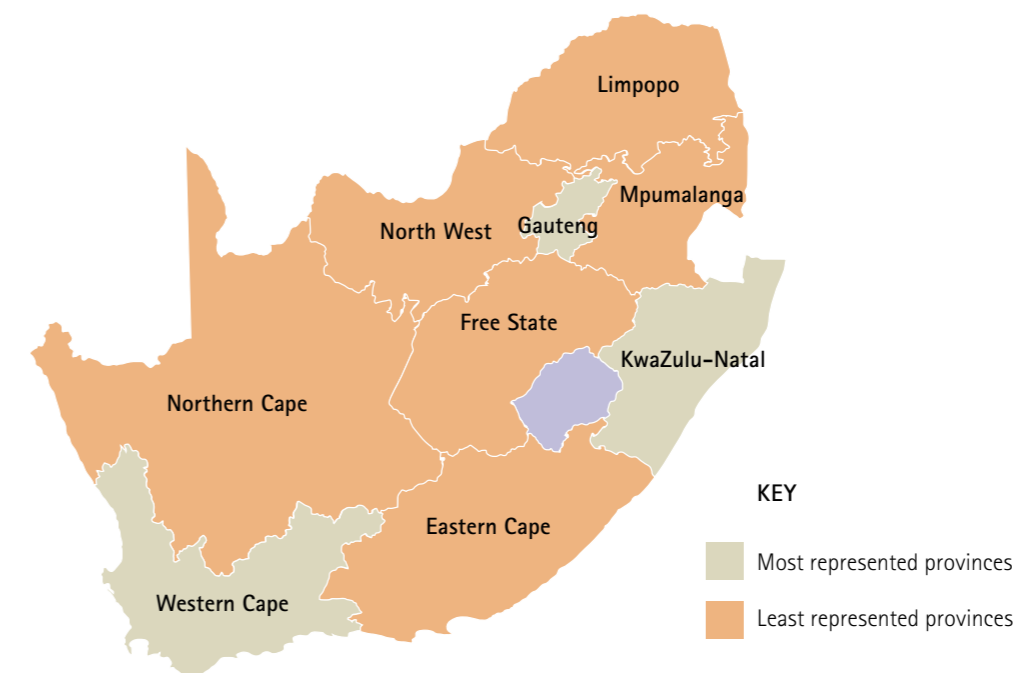 Limpopo
Mpumalanga
North West
Gauteng
Free State
KwaZulu-Natal
Northern Cape
Eastern Cape
Western Cape
KEY
Most represented provinces
Least represented provinces